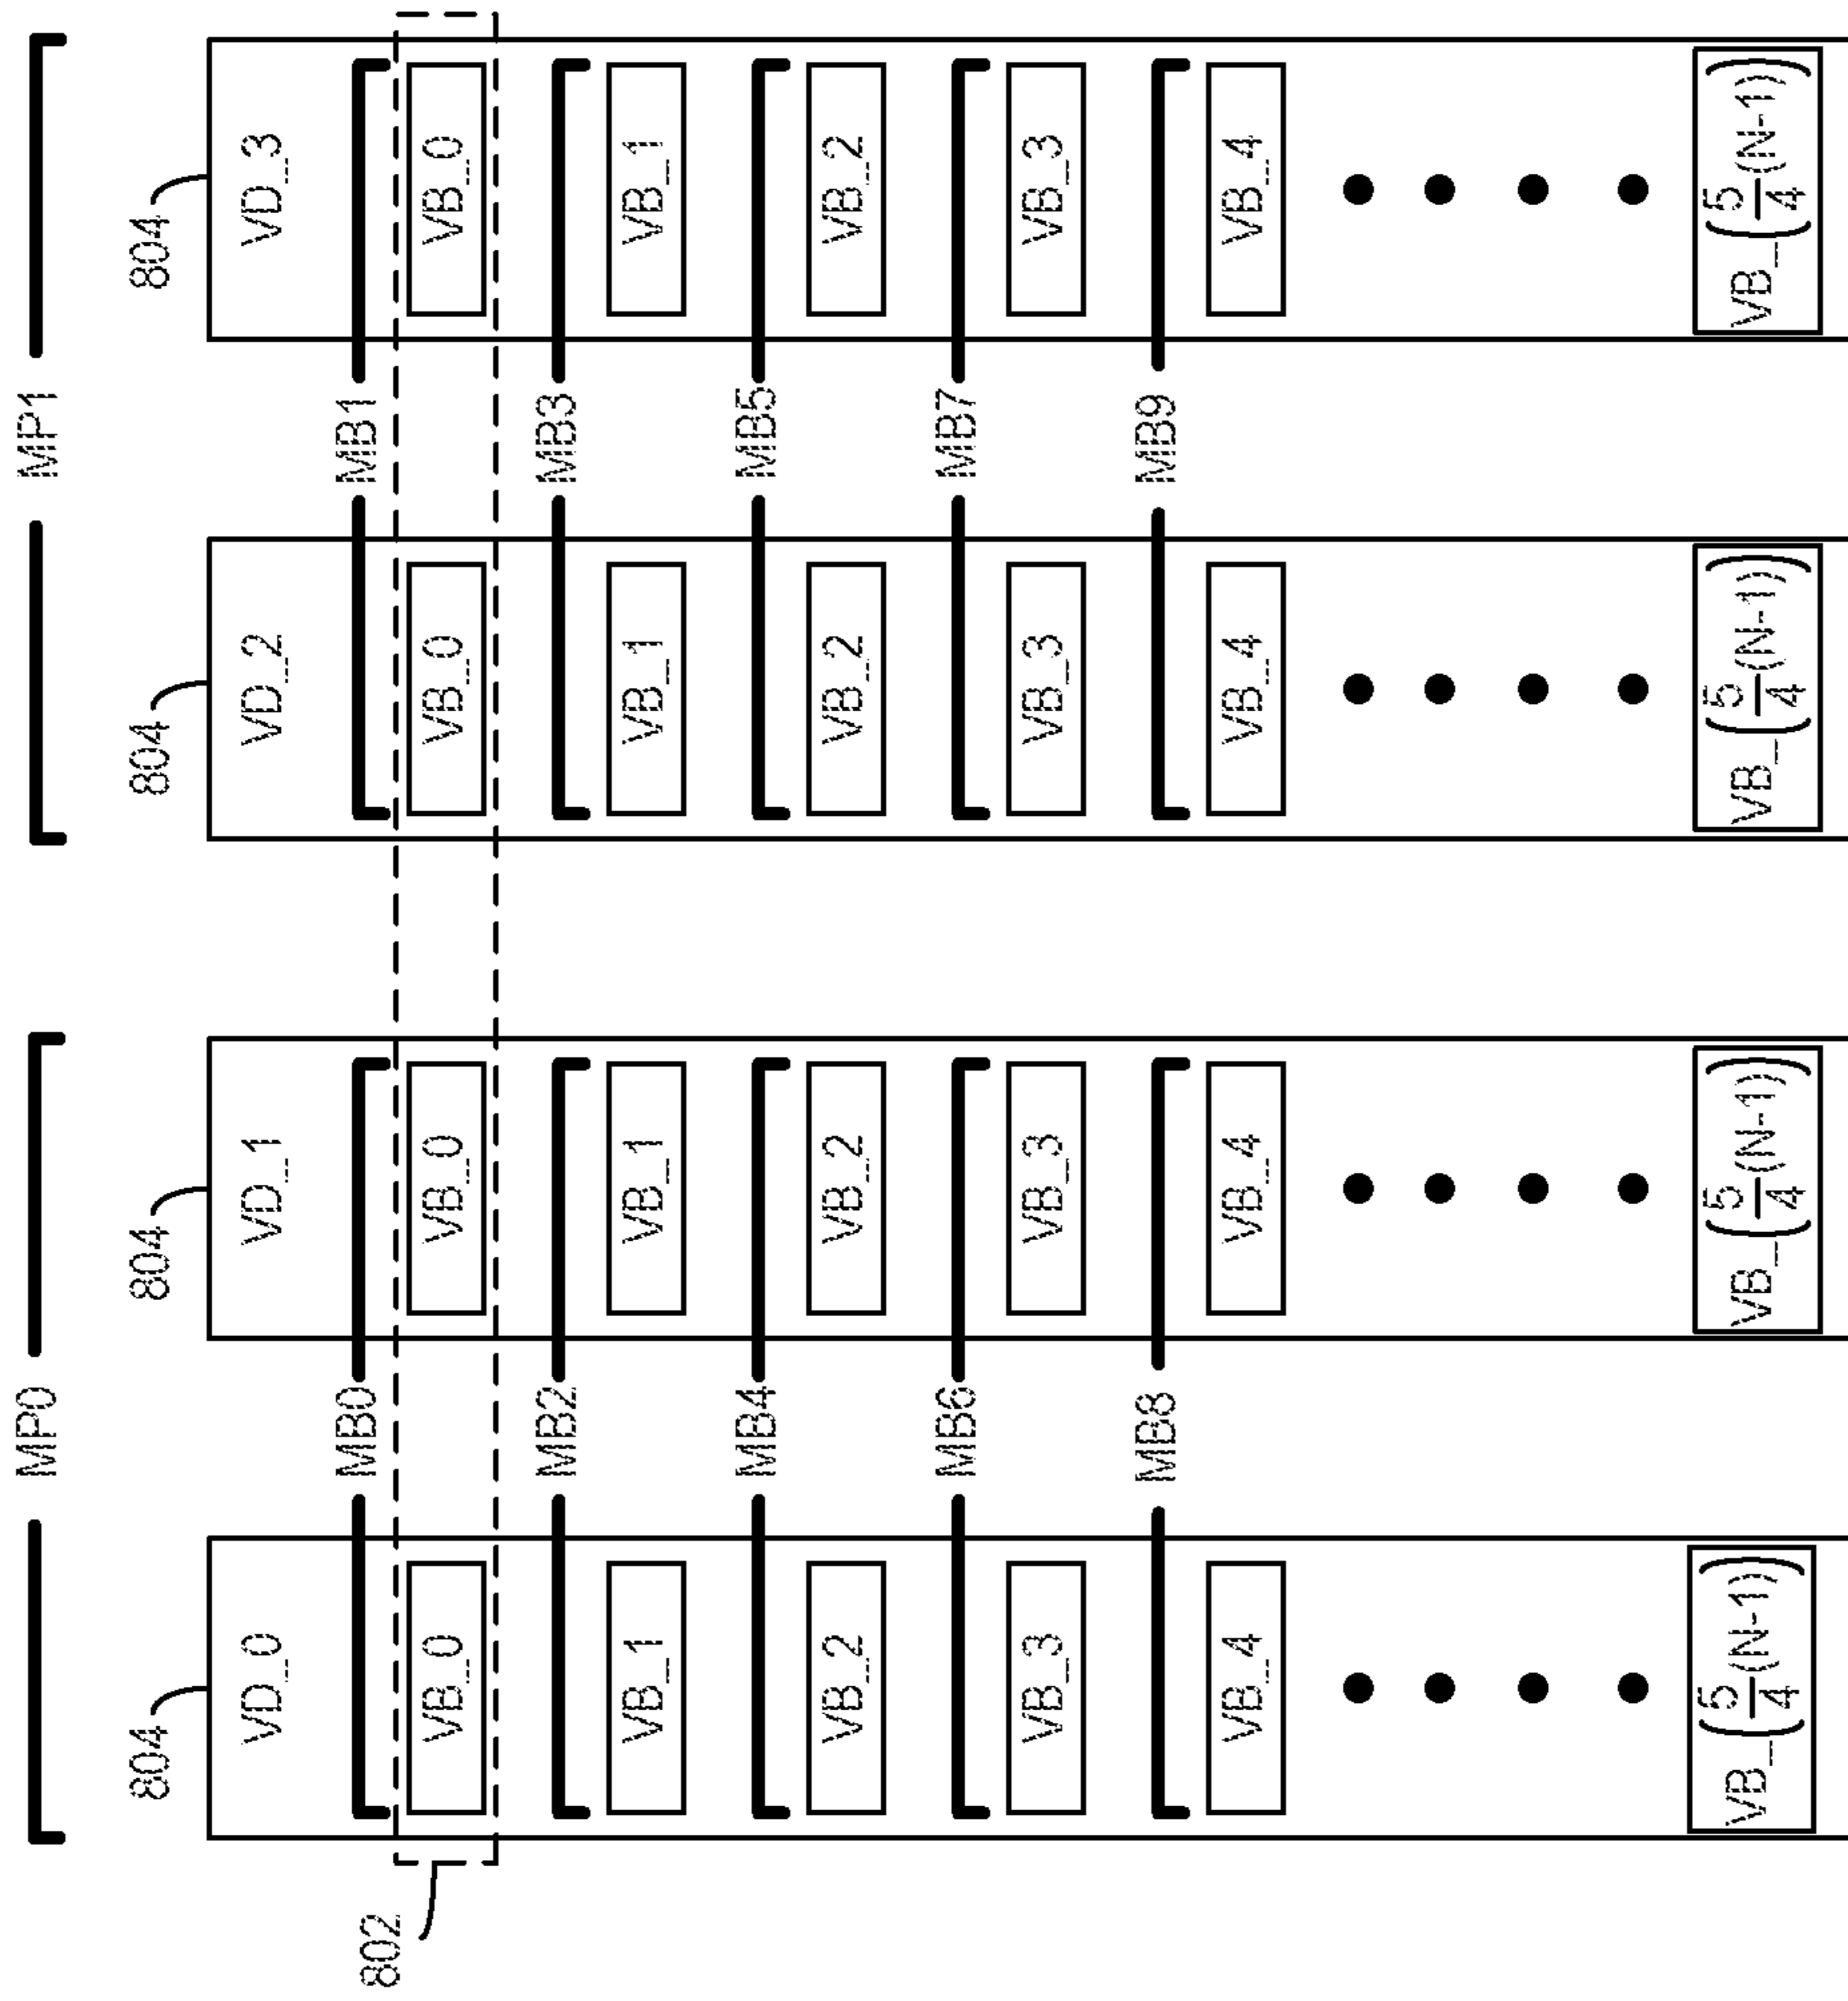 MP0 MP1
804 804 804 804
VD_0 VD_1 VD_2 VD_3
MB0 MB1
802
VB_0 VB_0 VB_0 VB_0
MB2 MB3
VB_1 VB_1 VB_1 VB_1
MB4 MB5
VB_2 VB_2 VB_2 VB_2
MB6 MB7
VB_3 VB_3 VB_3 VB_3
MB8 MB9
VB_4 VB_4 VB_4 VB_4
VB_(5/4(N-1)) VB_(5/4(N-1)) VB_(5/4(N-1)) VB_(5/4(N-1))